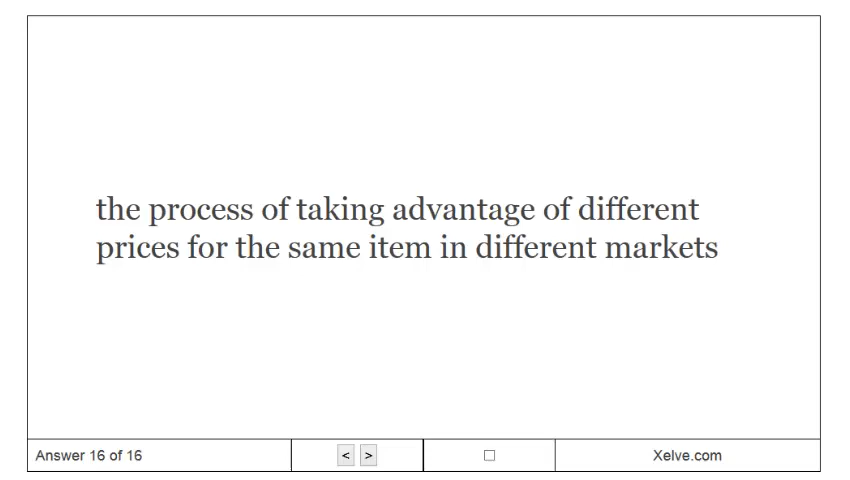 the process of taking advantage of different
prices for the same item in different markets
Answer 16 of 16
< >
Xelve.com